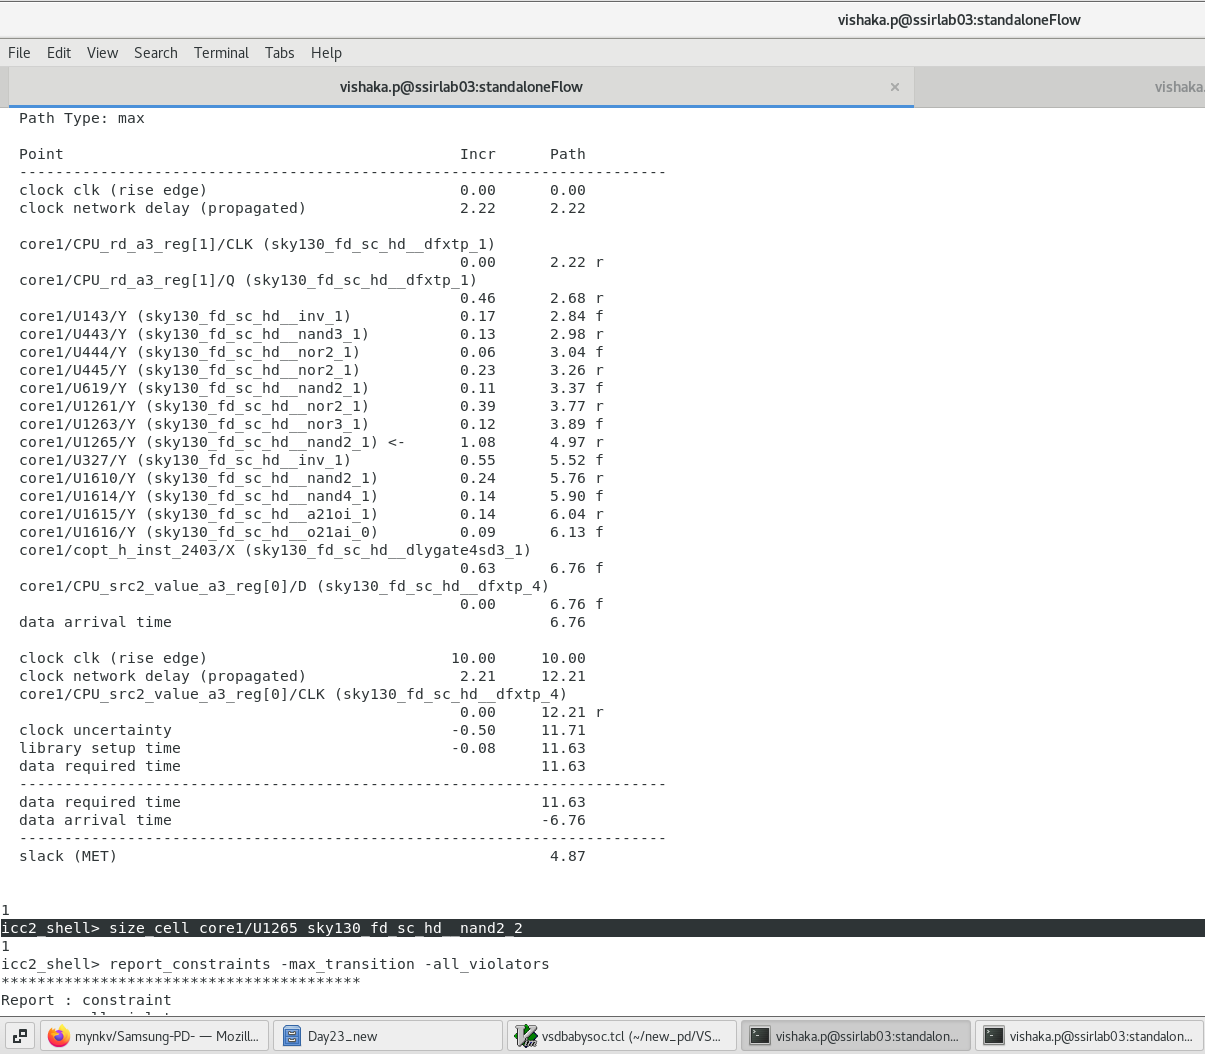 vishaka.p@ssirlab03:standaloneFlow
File Edit View Search Terminal Tabs Help
vishaka.p@ssirlab03:standaloneFlow × vishaka.
Path Type: max
Point Incr Path
------------------------------------------------------------------------
clock clk (rise edge) 0.00 0.00
clock network delay (propagated) 2.22 2.22
core1/CPU_rd_a3_reg[1]/CLK (sky130_fd_sc_hd__dfxtp_1)
0.00 2.22 r
core1/CPU_rd_a3_reg[1]/Q (sky130_fd_sc_hd__dfxtp_1)
0.46 2.68 r
core1/U143/Y (sky130_fd_sc_hd__inv_1) 0.17 2.84 f
core1/U443/Y (sky130_fd_sc_hd__nand3_1) 0.13 2.98 r
core1/U444/Y (sky130_fd_sc_hd__nor2_1) 0.06 3.04 f
core1/U445/Y (sky130_fd_sc_hd__nor2_1) 0.23 3.26 r
core1/U619/Y (sky130_fd_sc_hd__nand2_1) 0.11 3.37 f
core1/U1261/Y (sky130_fd_sc_hd__nor2_1) 0.39 3.77 r
core1/U1263/Y (sky130_fd_sc_hd__nor3_1) 0.12 3.89 f
core1/U1265/Y (sky130_fd_sc_hd__nand2_1) <- 1.08 4.97 r
core1/U327/Y (sky130_fd_sc_hd__inv_1) 0.55 5.52 f
core1/U1610/Y (sky130_fd_sc_hd__nand2_1) 0.24 5.76 r
core1/U1614/Y (sky130_fd_sc_hd__nand4_1) 0.14 5.90 f
core1/U1615/Y (sky130_fd_sc_hd__a21oi_1) 0.14 6.04 r
core1/U1616/Y (sky130_fd_sc_hd__o21ai_0) 0.09 6.13 f
core1/copt_h_inst_2403/X (sky130_fd_sc_hd__dlygate4sd3_1)
0.63 6.76 f
core1/CPU_src2_value_a3_reg[0]/D (sky130_fd_sc_hd__dfxtp_4)
0.00 6.76 f
data arrival time 6.76
clock clk (rise edge) 10.00 10.00
clock network delay (propagated) 2.21 12.21
core1/CPU_src2_value_a3_reg[0]/CLK (sky130_fd_sc_hd__dfxtp_4)
0.00 12.21 r
clock uncertainty -0.50 11.71
library setup time -0.08 11.63
data required time 11.63
------------------------------------------------------------------------
data required time 11.63
data arrival time -6.76
------------------------------------------------------------------------
slack (MET) 4.87
1
icc2_shell> size_cell core1/U1265 sky130_fd_sc_hd__nand2_2
1
icc2_shell> report_constraints -max_transition -all_violators
****************************************
Report : constraint
mynkv/Samsung-PD- — Mozill... Day23_new vsdbabysoc.tcl (~/new_pd/VS... vishaka.p@ssirlab03:standalon... vishaka.p@ssirlab03:standalon...